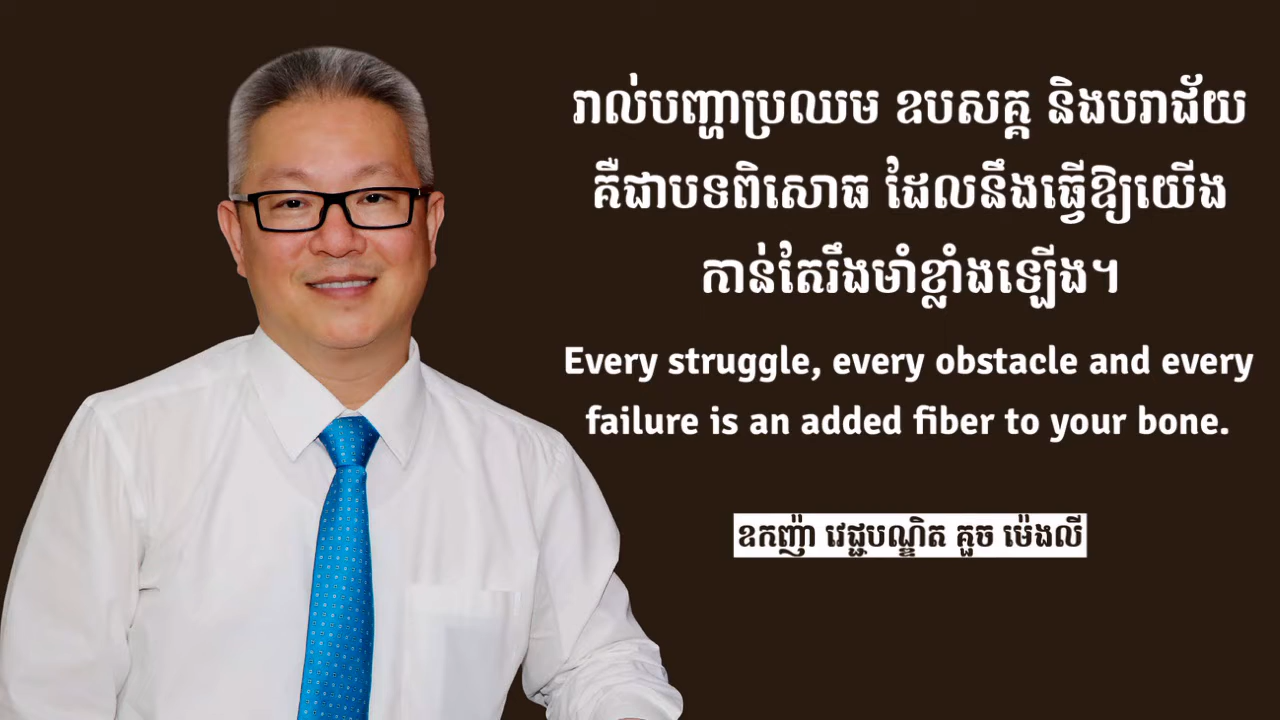 រាល់បញ្ហាប្រឈម ឧបសគ្គ និងបរាជ័យ
គឺជាបទពិសោធ ដែលនឹងធ្វើឱ្យយើង
កាន់តែរឹងមាំខ្លាំងឡើង។
Every struggle, every obstacle and every
failure is an added fiber to your bone.
ឧកញ៉ា វេជ្ជបណ្ឌិត គួច ម៉េងលី